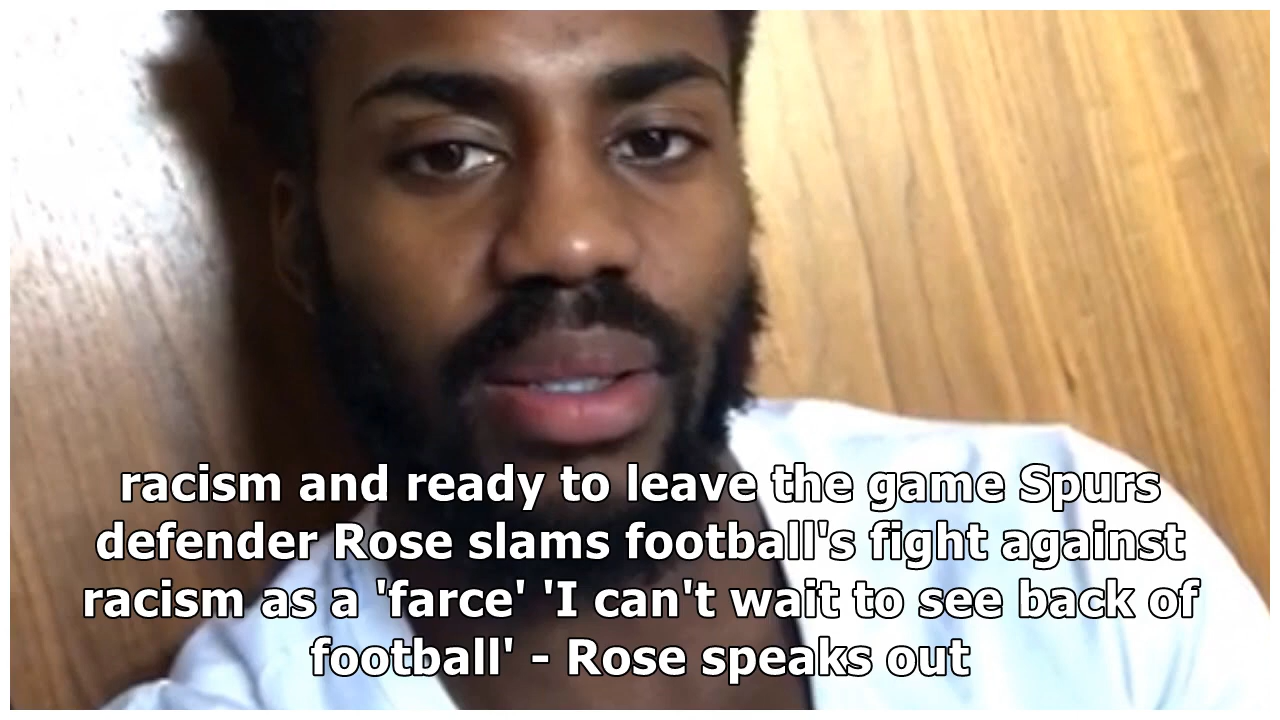 racism and ready to leave the game Spurs
defender Rose slams football's fight against
racism as a 'farce' 'I can't wait to see back of
football' - Rose speaks out